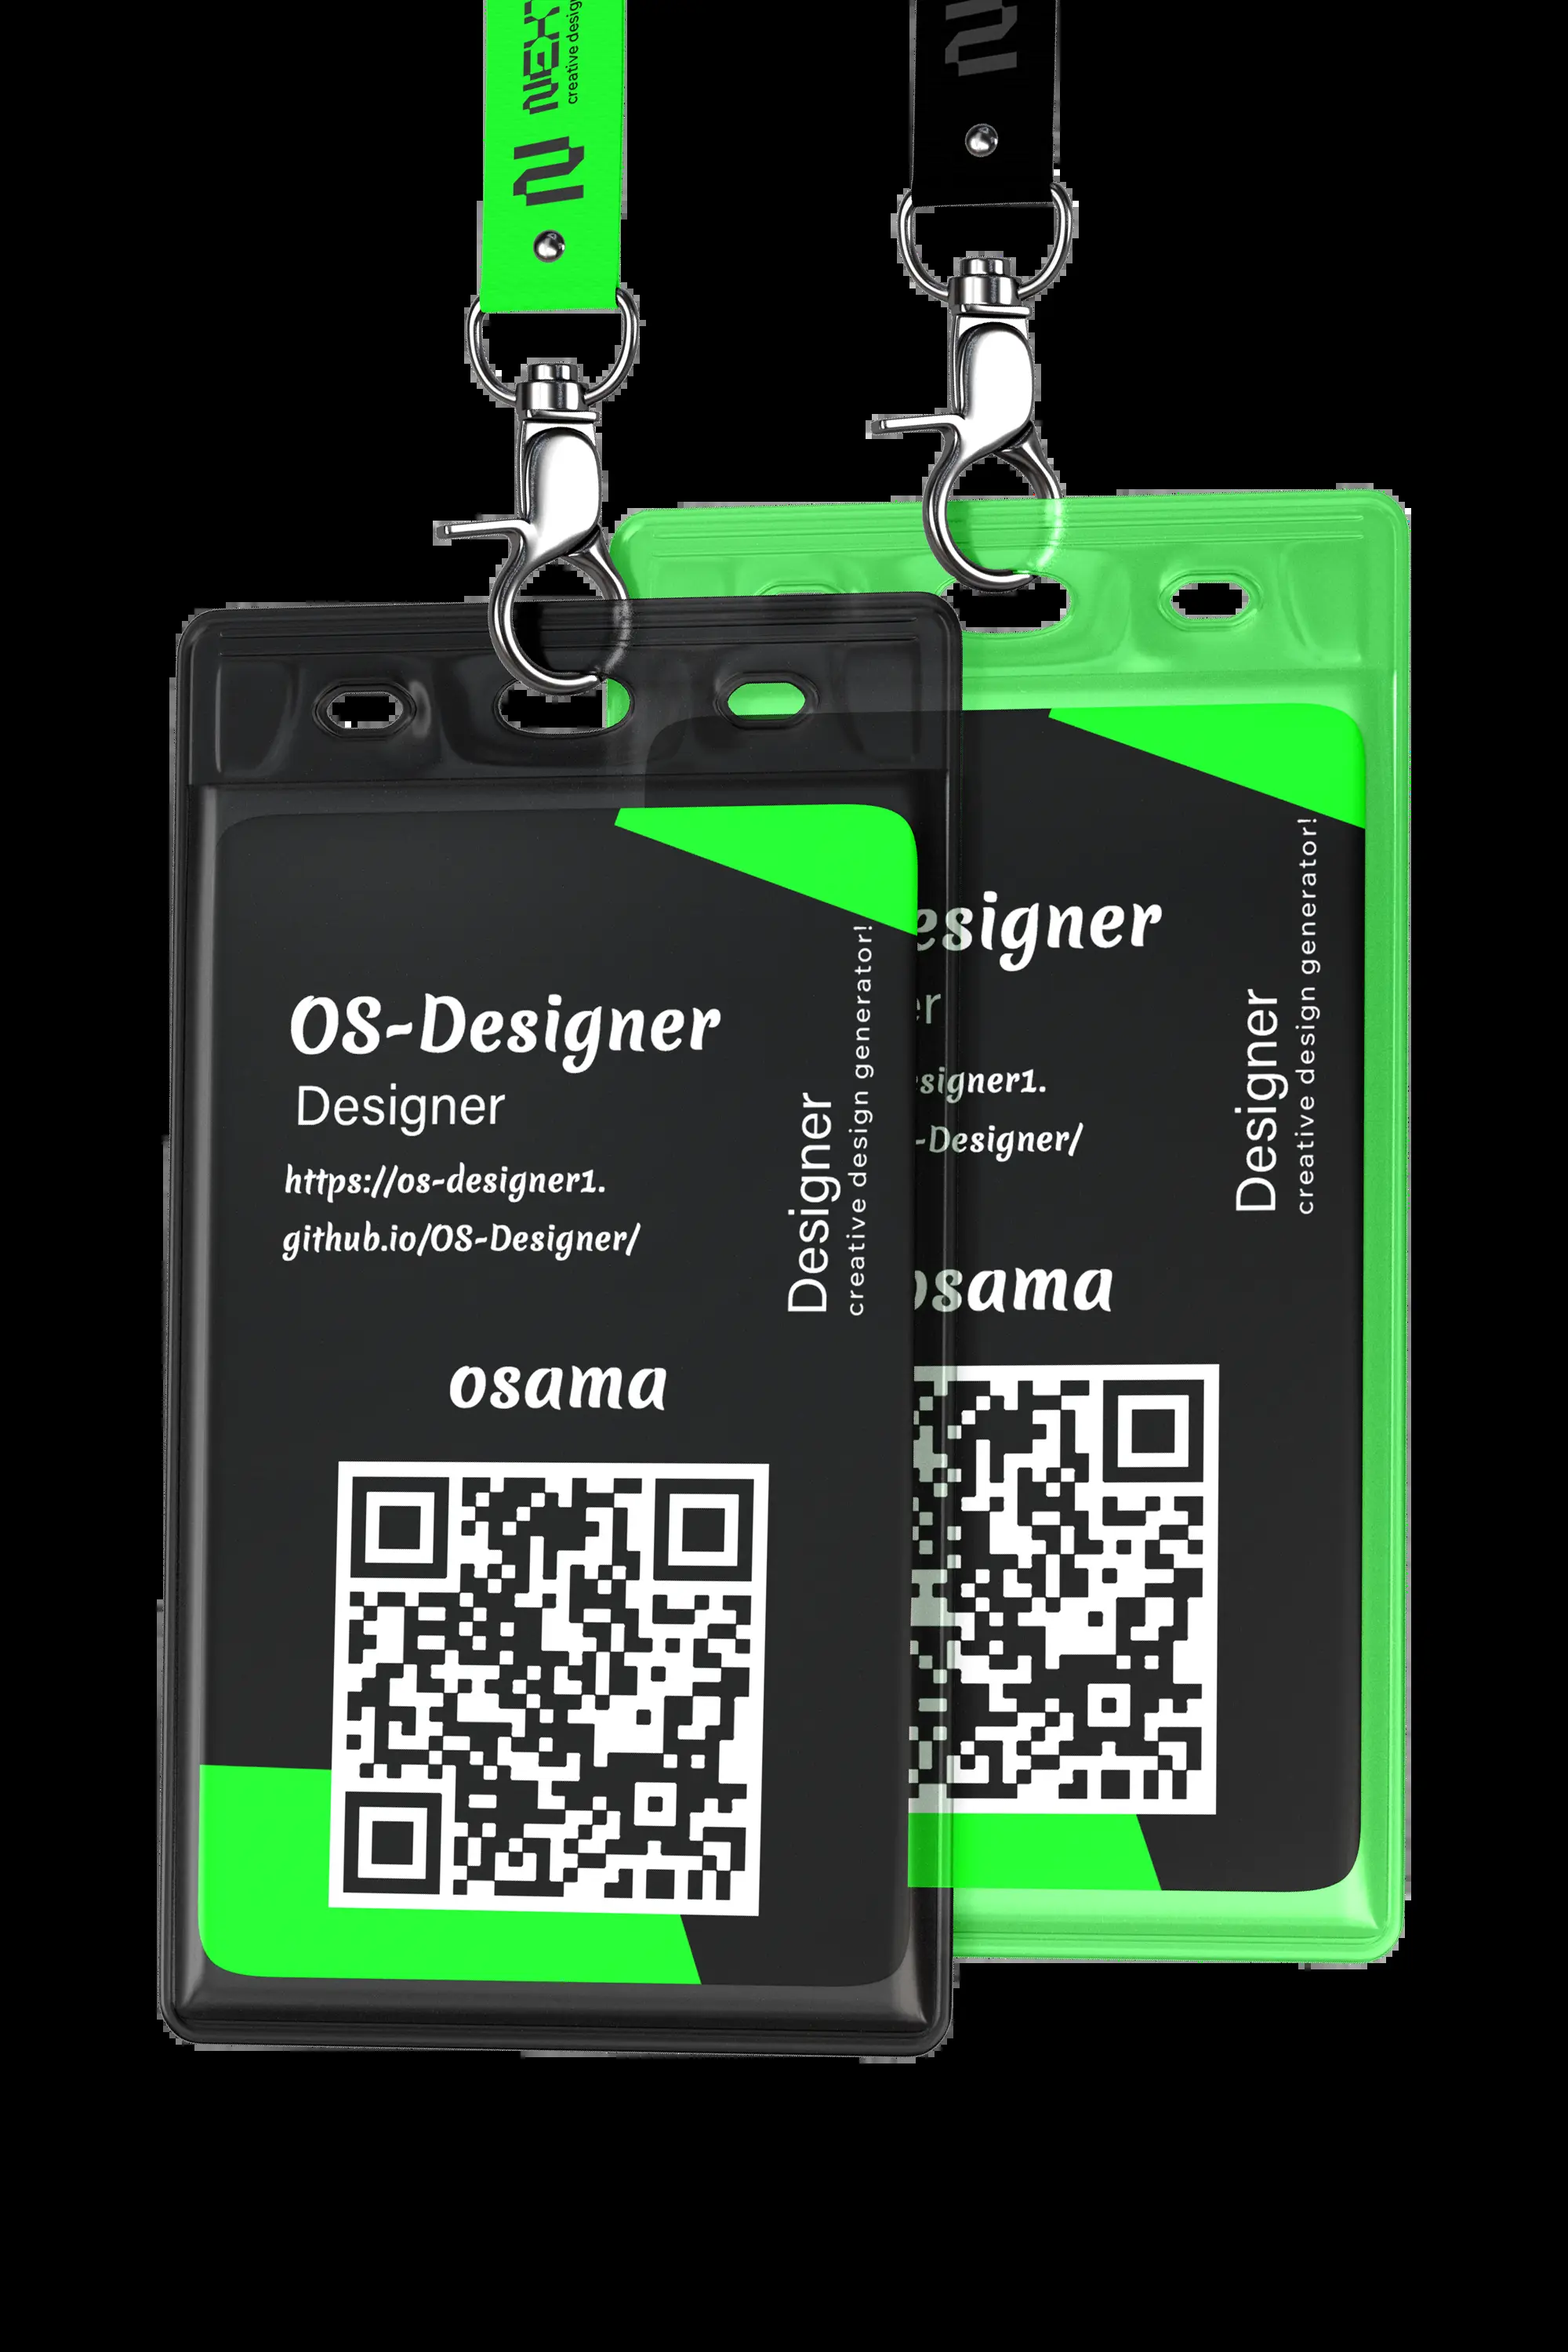 NEXT
creative desig
OS-Designer
Designer
https://os-designer1.
github.io/OS-Designer/
osama
Designer
creative design generator!
esigner
er
signer1.
-Designer/
osama
Designer
creative design generator!